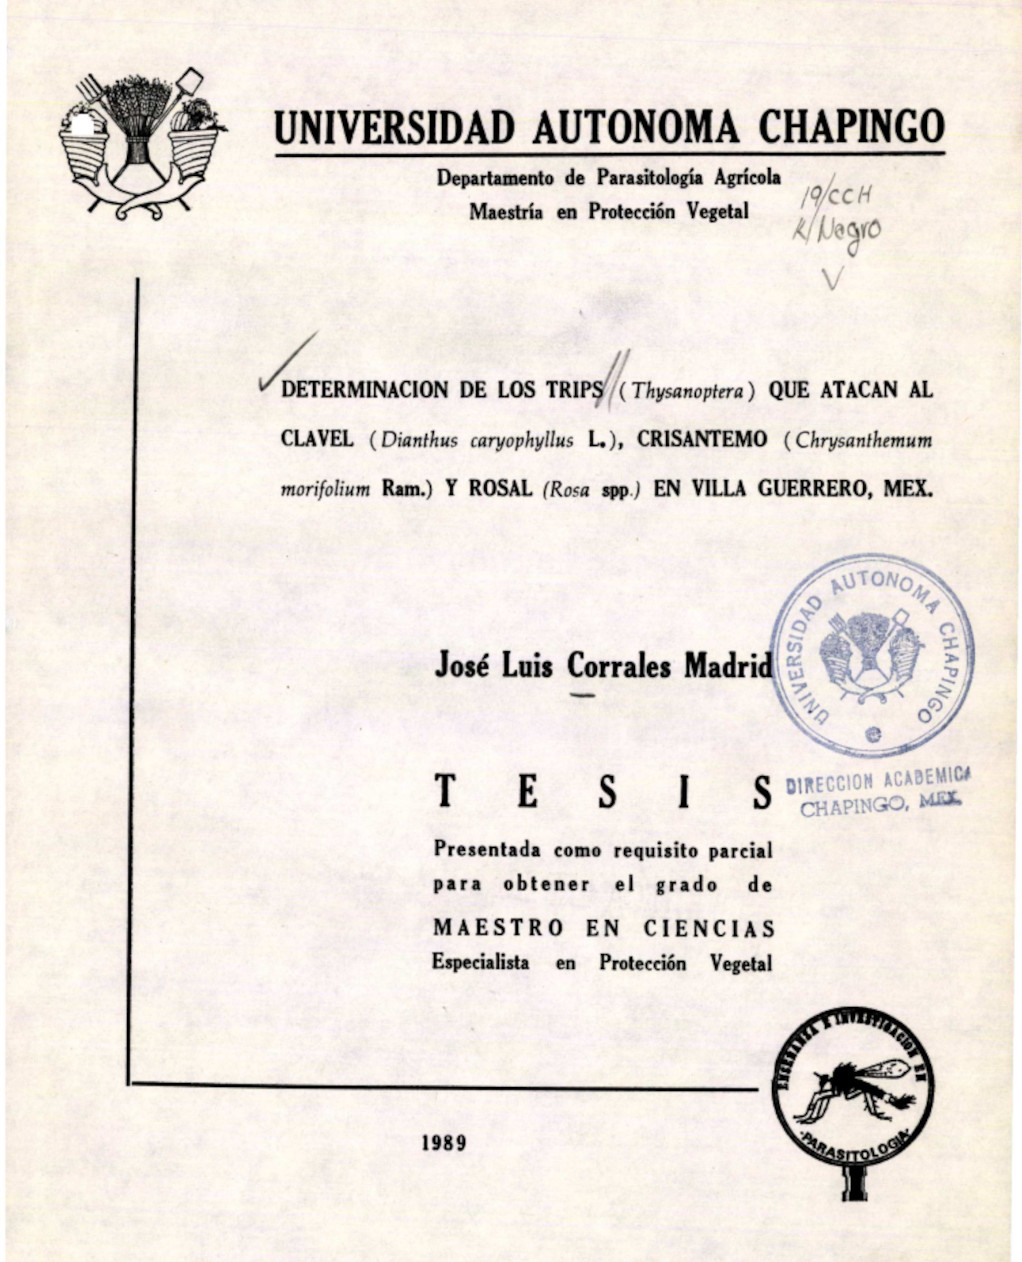 UNIVERSIDAD AUTONOMA CHAPINGO
Departamento de Parasitología Agrícola
Maestría en Protección Vegetal
19/CCH
K/Negro
DETERMINACION DE LOS TRIPS (Thysanoptera) QUE ATACAN AL
CLAVEL (Dianthus caryophyllus L.), CRISANTEMO (Chrysanthemum
morifolium Ram.) Y ROSAL (Rosa spp.) EN VILLA GUERRERO, MEX.
UNIVERSIDAD AUTONOMA CHAPINGO
José Luis Corrales Madrid
DIRECCION ACADEMICA
CHAPINGO, MEX.
T E S I S
Presentada como requisito parcial
para obtener el grado de
MAESTRO EN CIENCIAS
Especialista en Protección Vegetal
ENSEÑANZA E INVESTIGACION EN
·PARASITOLOGIA·
1989